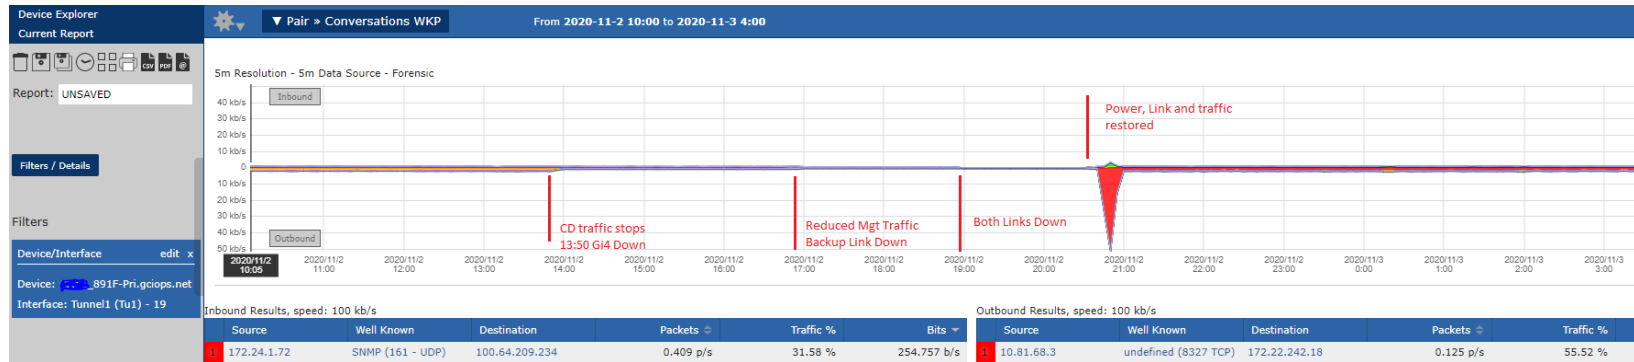 Device Explorer
Current Report
Report: UNSAVED
Filters / Details
Filters
Device/Interface edit x
Device: _891F-Pri.gciops.net
Interface: Tunnel1 (Tu1) - 19
▼ Pair » Conversations WKP
From 2020-11-2 10:00 to 2020-11-3 4:00
5m Resolution - 5m Data Source - Forensic
Inbound
40 kb/s
30 kb/s
20 kb/s
10 kb/s
0
10 kb/s
20 kb/s
30 kb/s
40 kb/s
50 kb/s
Outbound
Power, Link and traffic
restored
CD traffic stops
13:50 Gi4 Down
Reduced Mgt Traffic
Backup Link Down
Both Links Down
2020/11/2 2020/11/2 2020/11/2 2020/11/2 2020/11/2 2020/11/2 2020/11/2 2020/11/2 2020/11/2 2020/11/2 2020/11/2 2020/11/2 2020/11/2 2020/11/2 2020/11/3 2020/11/3 2020/11/3 2020/11/3
10:05 11:00 12:00 13:00 14:00 15:00 16:00 17:00 18:00 19:00 20:00 21:00 22:00 23:00 0:00 1:00 2:00 3:00
Inbound Results, speed: 100 kb/s
Source Well Known Destination Packets Traffic % Bits
1 172.24.1.72 SNMP (161 - UDP) 100.64.209.234 0.409 p/s 31.58 % 254.757 b/s
Outbound Results, speed: 100 kb/s
Source Well Known Destination Packets Traffic %
1 10.81.68.3 undefined (8327 TCP) 172.22.242.18 0.125 p/s 55.52 %
CSV PDF @